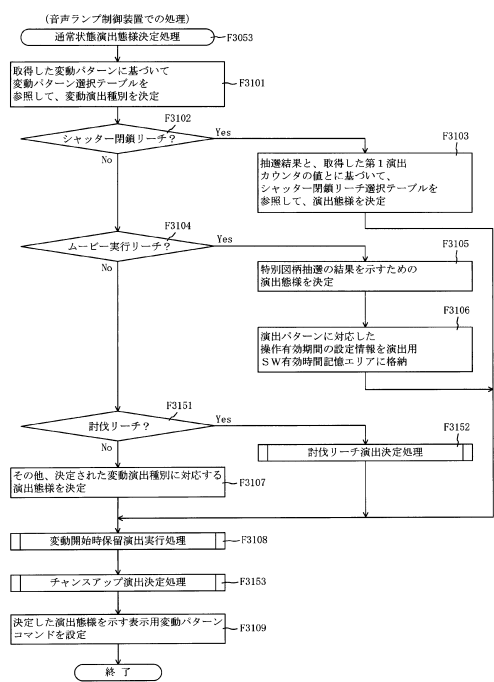 (音声ランプ制御装置での処理)
通常状態演出態様決定処理
F3053
取得した変動パターンに基づいて
変動パターン選択テーブルを
参照して、変動演出種別を決定
F3101
F3102
シャッター閉鎖リーチ?
Yes
No
F3103
抽選結果と、取得した第1演出
カウンタの値とに基づいて、
シャッター閉鎖リーチ選択テーブルを
参照して、演出態様を決定
F3104
ムービー実行リーチ?
Yes
No
F3105
特別図柄抽選の結果を示すための
演出態様を決定
F3106
演出パターンに対応した
操作有効期間の設定情報を演出用
SW有効時間記憶エリアに格納
F3151
討伐リーチ?
Yes
No
F3152
討伐リーチ演出決定処理
その他、決定された変動演出種別に対応する
演出態様を決定
F3107
変動開始時保留演出実行処理
F3108
チャンスアップ演出決定処理
F3153
決定した演出態様を示す表示用変動パターン
コマンドを設定
F3109
終了